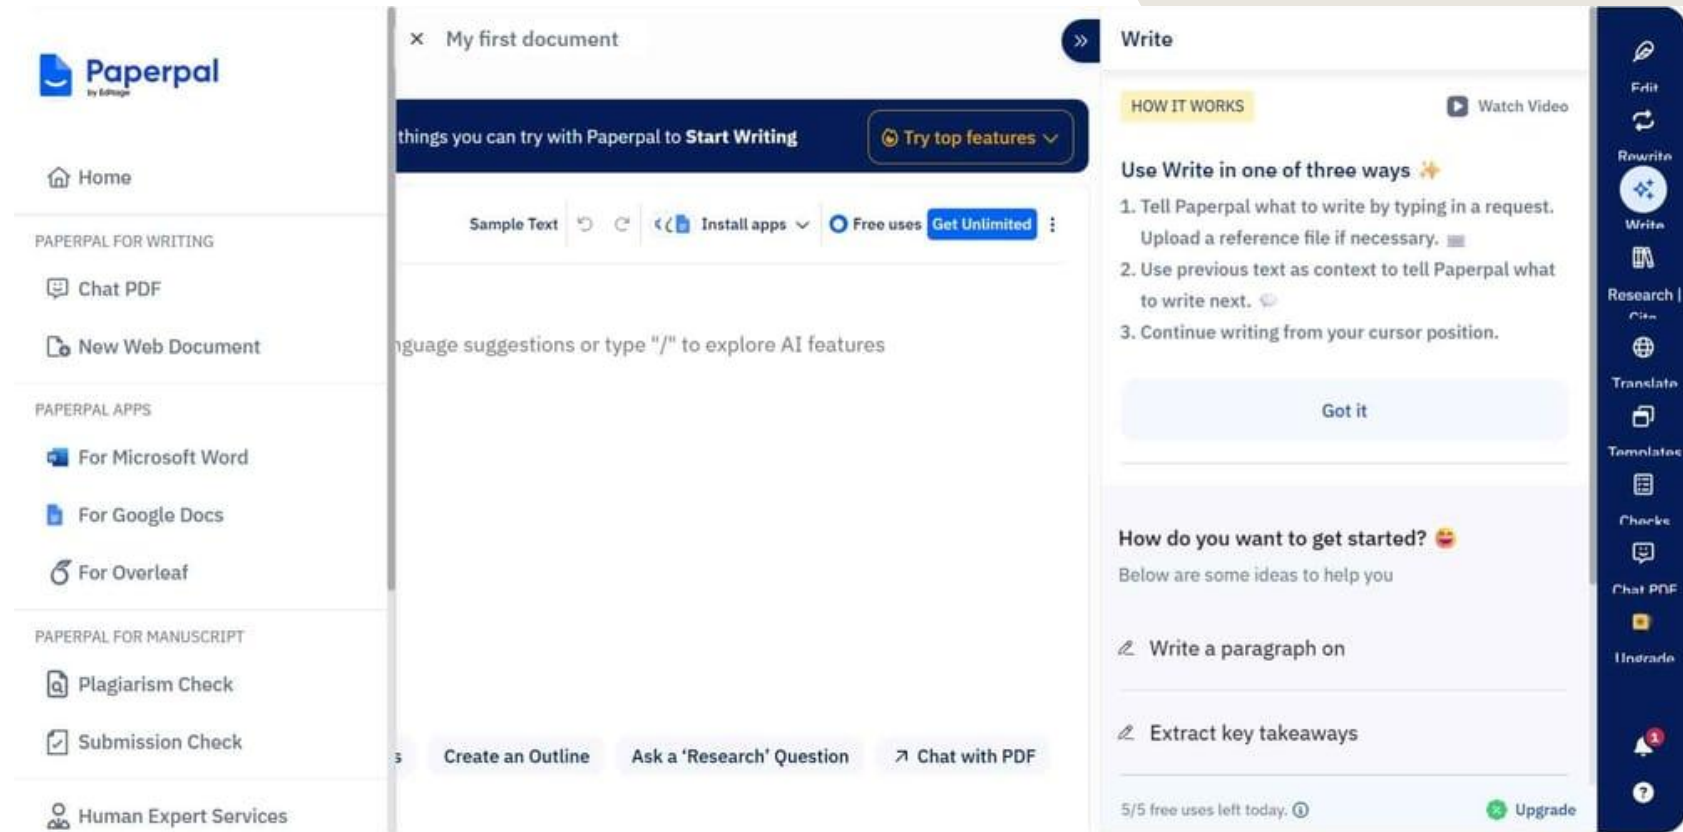 Paperpal
by Editage
Home
PAPERPAL FOR WRITING
Chat PDF
New Web Document
PAPERPAL APPS
For Microsoft Word
For Google Docs
For Overleaf
PAPERPAL FOR MANUSCRIPT
Plagiarism Check
Submission Check
Human Expert Services
× My first document
things you can try with Paperpal to Start Writing
Try top features
Sample Text
Install apps
Free uses
Get Unlimited
suggestions or type "/" to explore AI features
Create an Outline
Ask a ‘Research’ Question
Chat with PDF
Write
HOW IT WORKS
Watch Video
Use Write in one of three ways
1. Tell Paperpal what to write by typing in a request.
Upload a reference file if necessary.
2. Use previous text as context to tell Paperpal what
to write next.
3. Continue writing from your cursor position.
Got it
How do you want to get started?
Below are some ideas to help you
Write a paragraph on
Extract key takeaways
5/5 free uses left today.
Upgrade
Edit
Rewrite
Write
Research |
Cite
Translate
Templates
Checks
Chat PDF
Upgrade
1
?